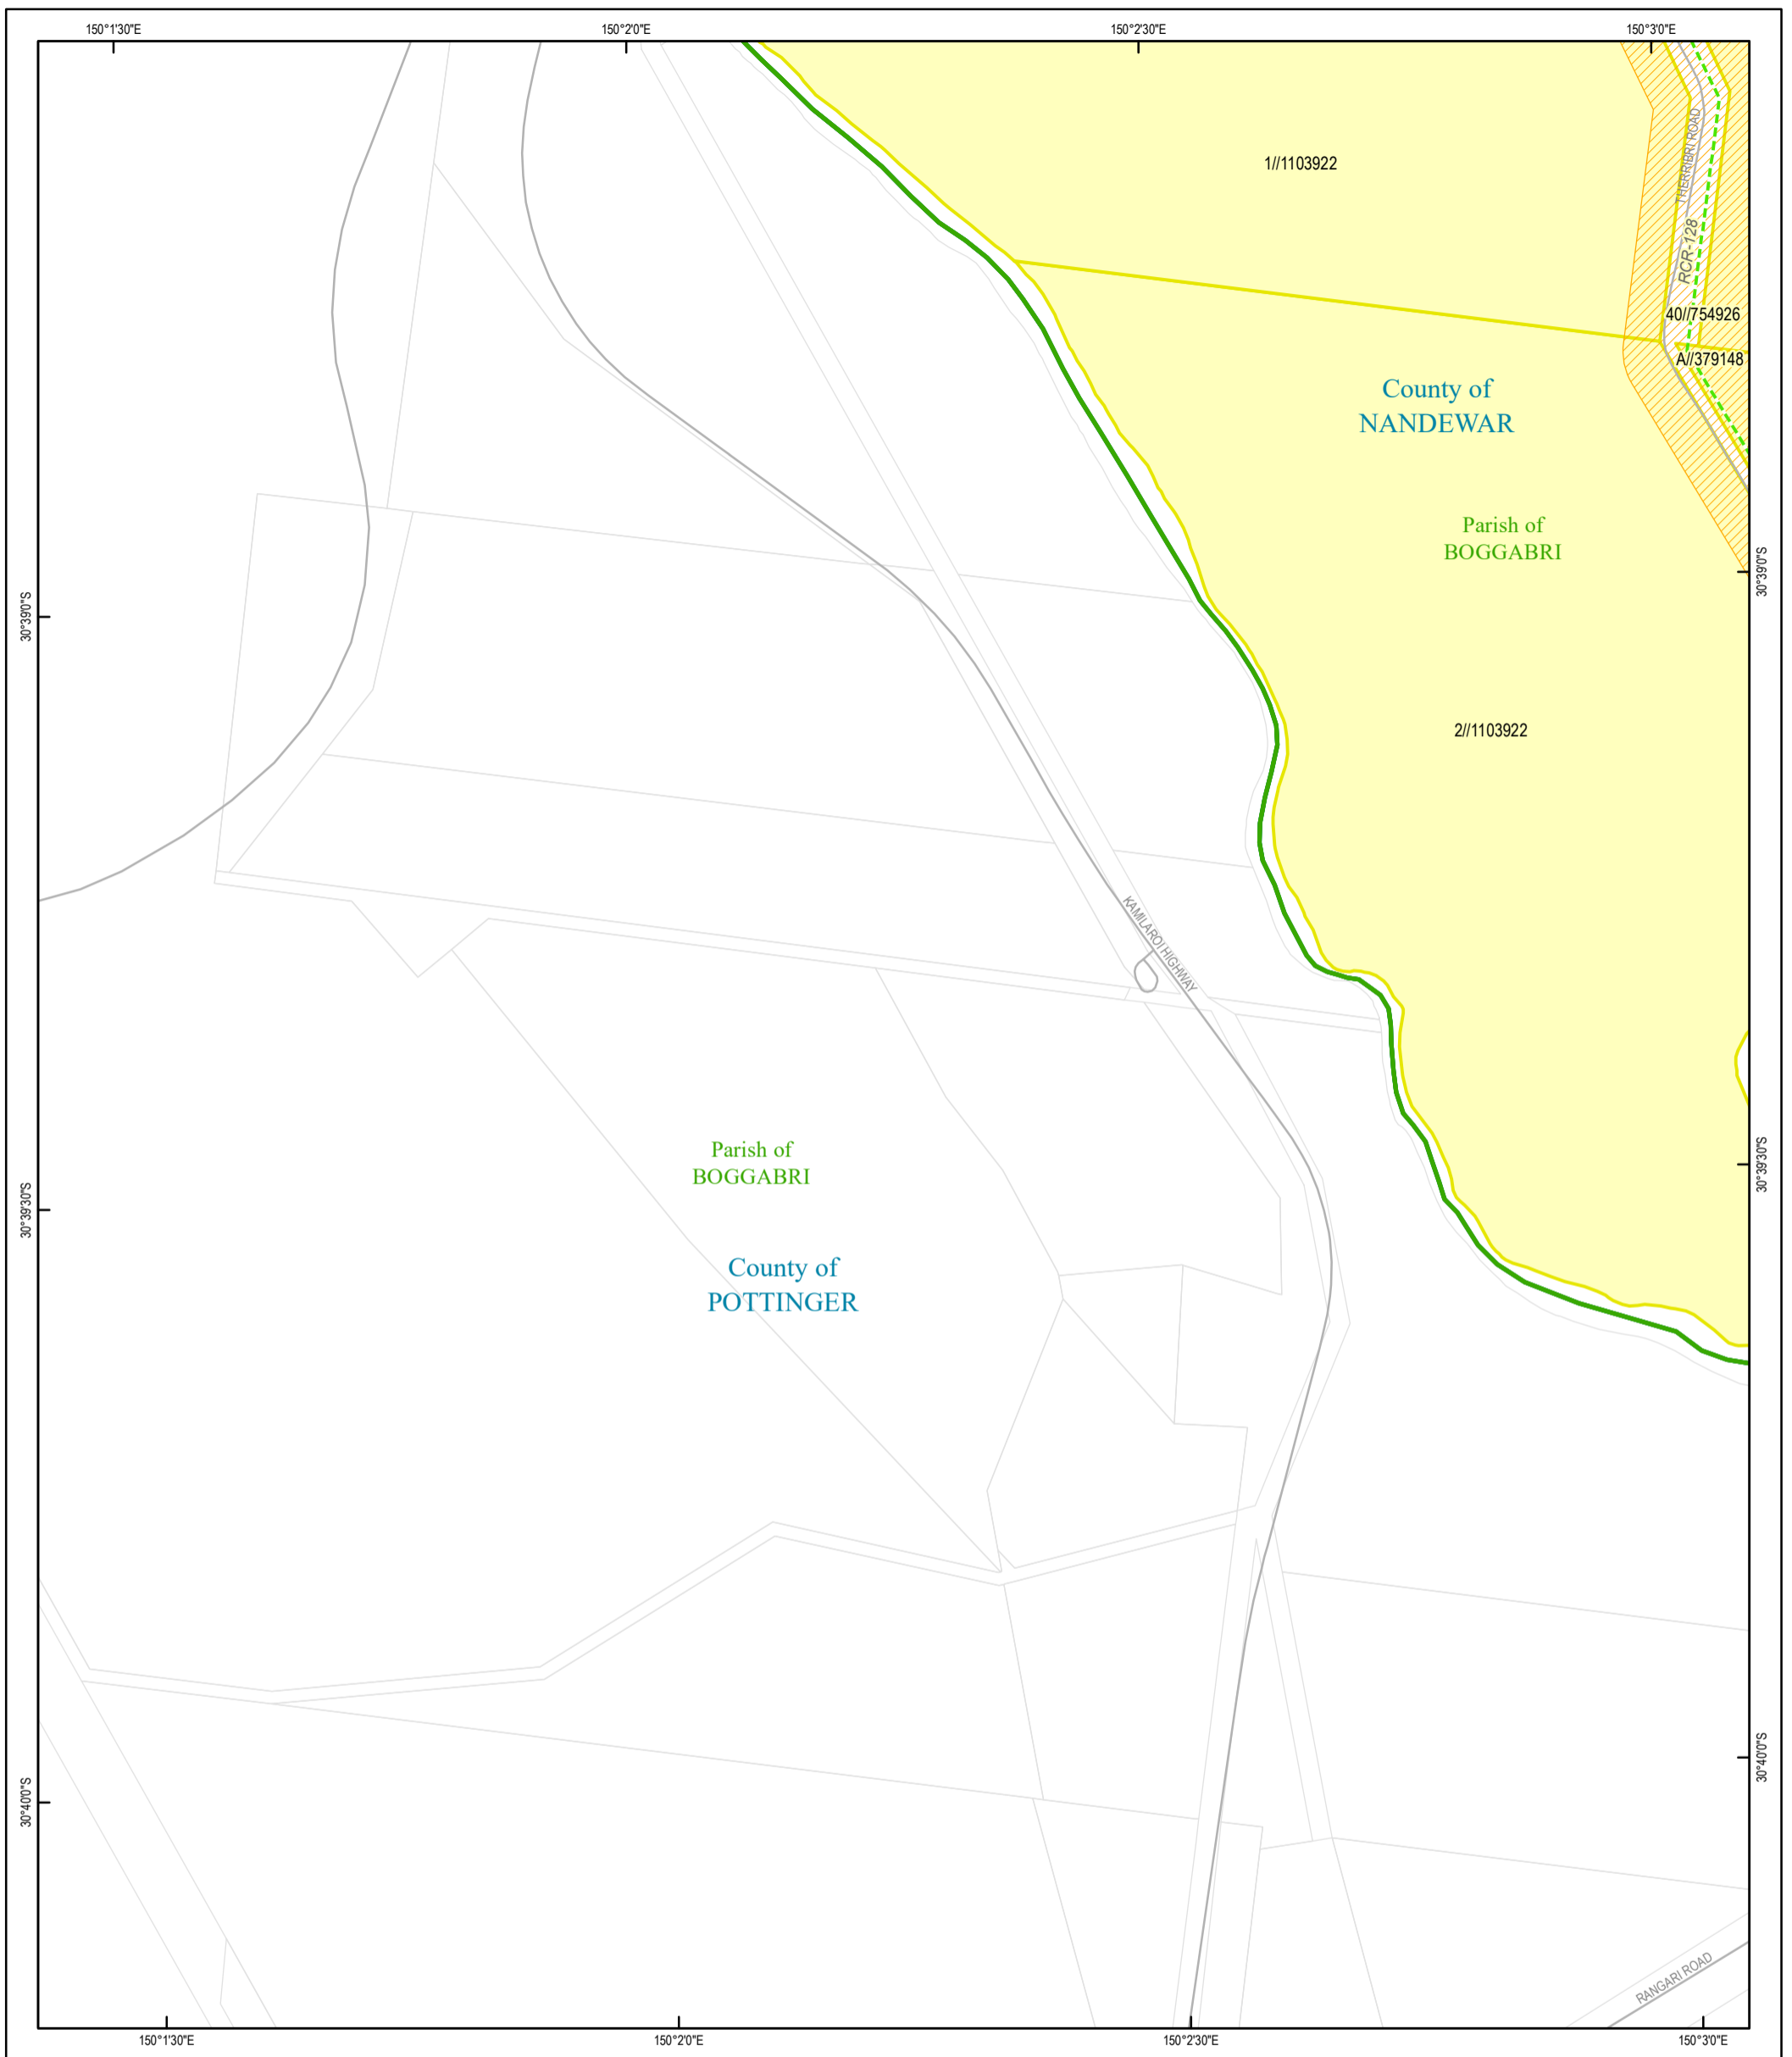 150°1'30"E
150°2'0"E
150°2'30"E
150°3'0"E
1//1103922
THERRIBRI ROAD
RCR-128
40//754926
A//379148
County of
NANDEWAR
Parish of
BOGGABRI
30°39'0"S
30°39'0"S
2//1103922
KAMILAROI HIGHWAY
Parish of
BOGGABRI
30°39'30"S
30°39'30"S
County of
POTTINGER
30°40'0"S
30°40'0"S
RANGARI ROAD
150°1'30"E
150°2'0"E
150°2'30"E
150°3'0"E